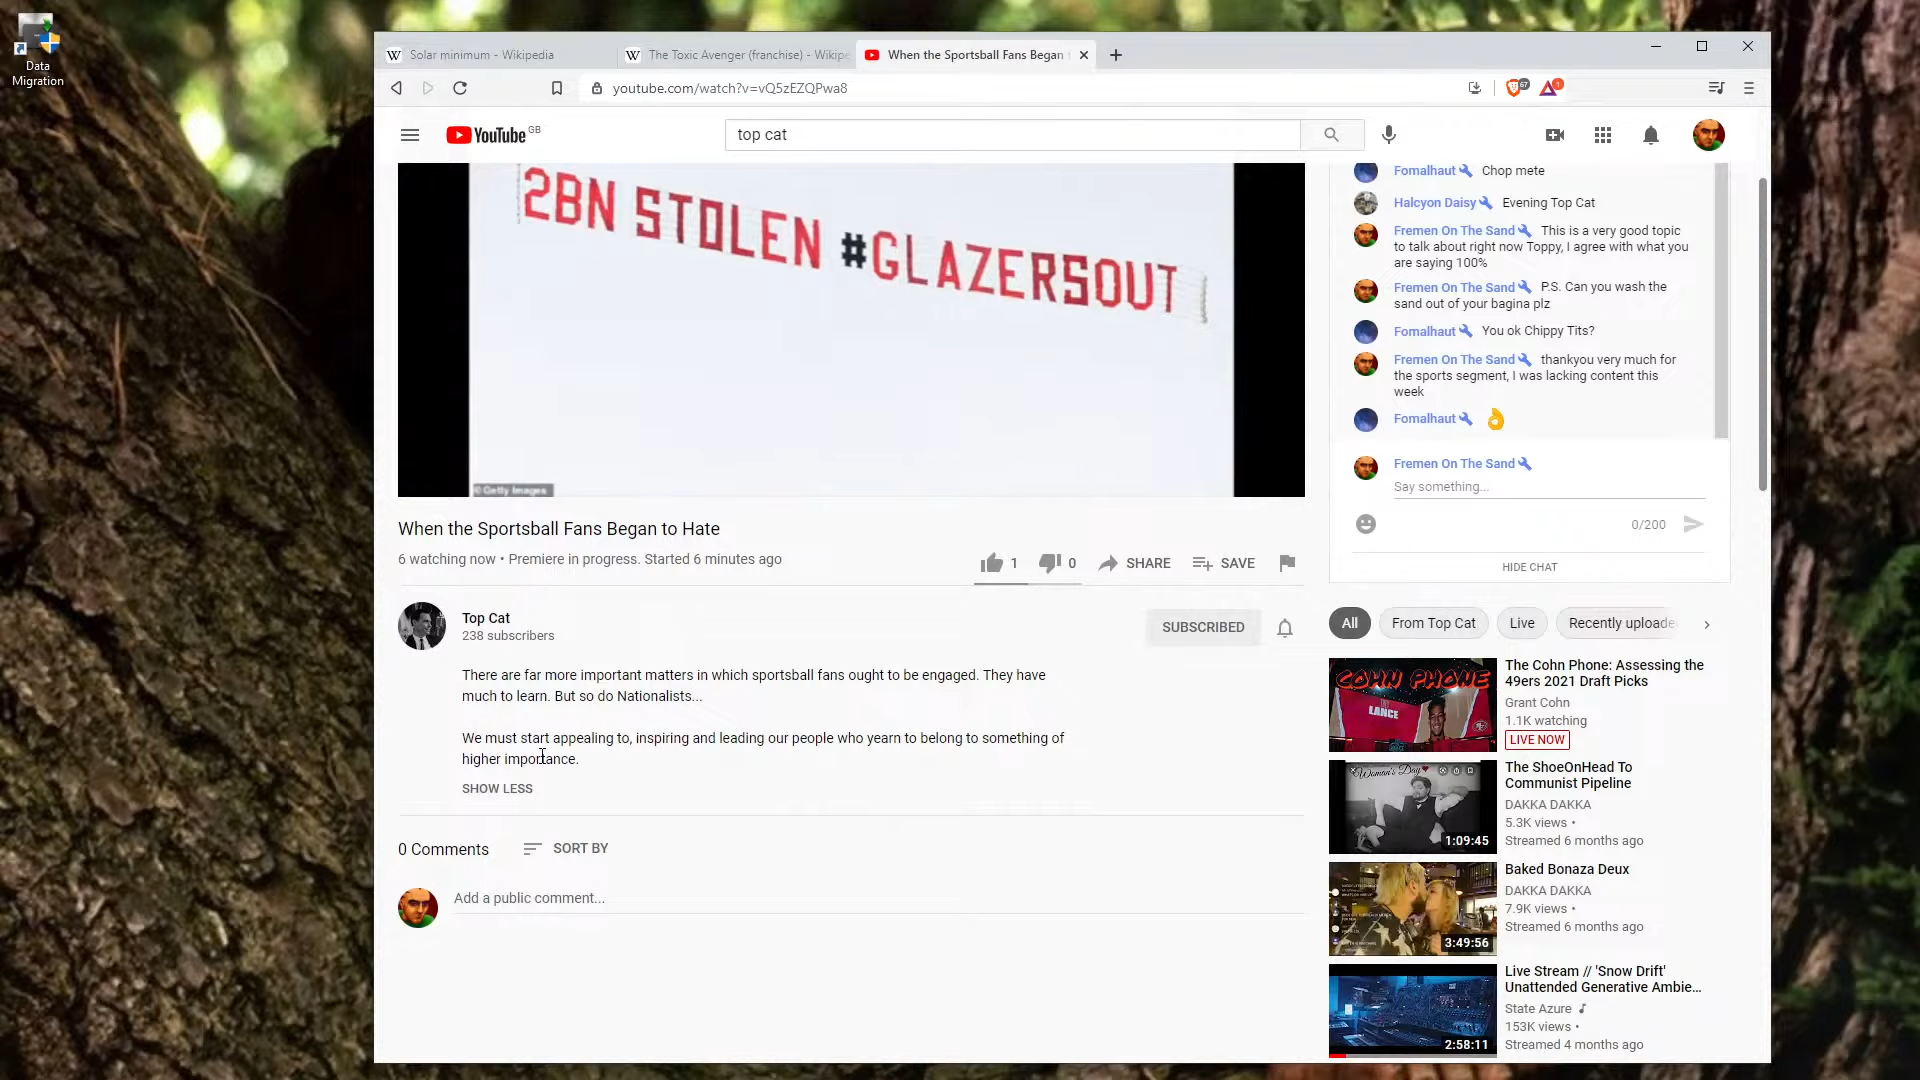 Data
Migration
Solar minimum - Wikipedia
The Toxic Avenger (franchise) - Wikipe
When the Sportsball Fans Began
youtube.com/watch?v=vQ5zEZQPwa8
67
1
YouTube GB
top cat
2BN STOLEN #GLAZERSOUT
© Getty Images
Fomalhaut Chop mete
Halcyon Daisy Evening Top Cat
Fremen On The Sand This is a very good topic
to talk about right now Toppy, I agree with what you
are saying 100%
Fremen On The Sand P.S. Can you wash the
sand out of your bagina plz
Fomalhaut You ok Chippy Tits?
Fremen On The Sand thankyou very much for
the sports segment, I was lacking content this
week
Fomalhaut 👌
Fremen On The Sand
Say something...
0/200
HIDE CHAT
When the Sportsball Fans Began to Hate
6 watching now • Premiere in progress. Started 6 minutes ago
1
0
SHARE
SAVE
Top Cat
238 subscribers
SUBSCRIBED
There are far more important matters in which sportsball fans ought to be engaged. They have
much to learn. But so do Nationalists...
We must start appealing to, inspiring and leading our people who yearn to belong to something of
higher importance.
SHOW LESS
0 Comments
SORT BY
Add a public comment...
All
From Top Cat
Live
Recently uploade
COHN PHONE
LANCE
The Cohn Phone: Assessing the
49ers 2021 Draft Picks
Grant Cohn
1.1K watching
LIVE NOW
Woman's Day
1:09:45
The ShoeOnHead To
Communist Pipeline
DAKKA DAKKA
5.3K views •
Streamed 6 months ago
3:49:56
Baked Bonaza Deux
DAKKA DAKKA
7.9K views •
Streamed 6 months ago
2:58:11
Live Stream // 'Snow Drift'
Unattended Generative Ambie...
State Azure
153K views •
Streamed 4 months ago